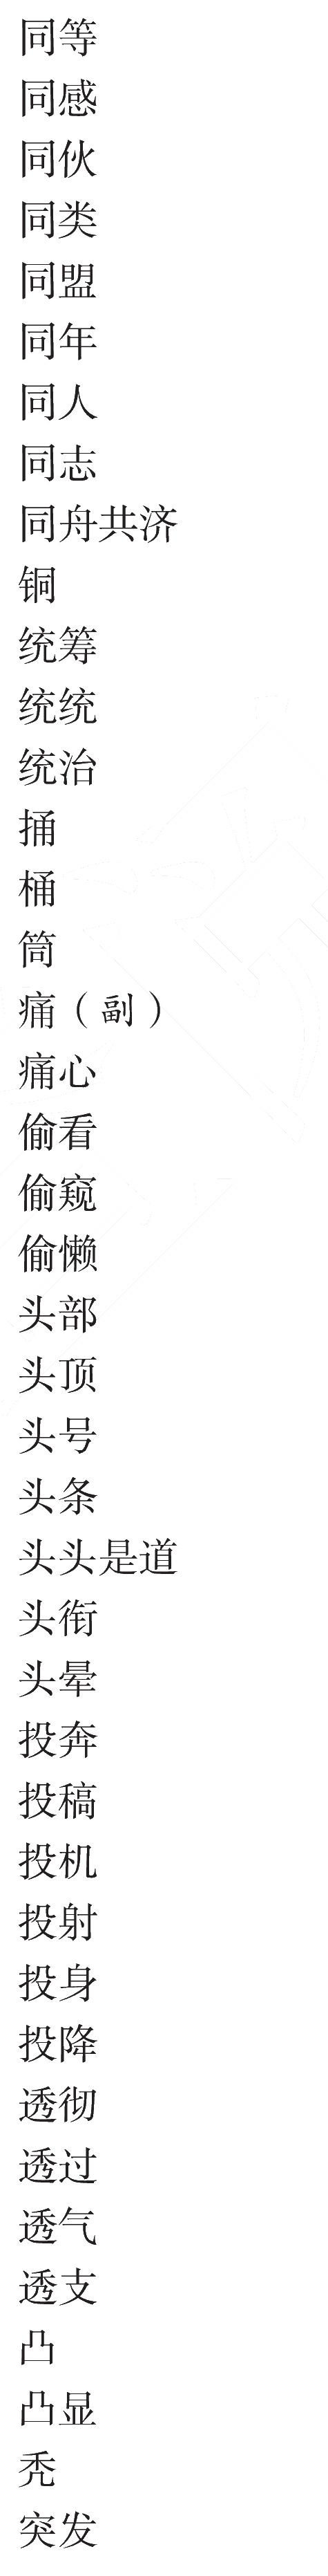 同等
同感
同伙
同类
同盟
同年
同人
同志
同舟共济
铜
统筹
统统
统治
捅
桶
筒
痛（副）
痛心
偷看
偷窥
偷懒
头部
头顶
头号
头条
头头是道
头衔
头晕
投奔
投稿
投机
投射
投身
投降
透彻
透过
透气
透支
凸
凸显
秃
突发